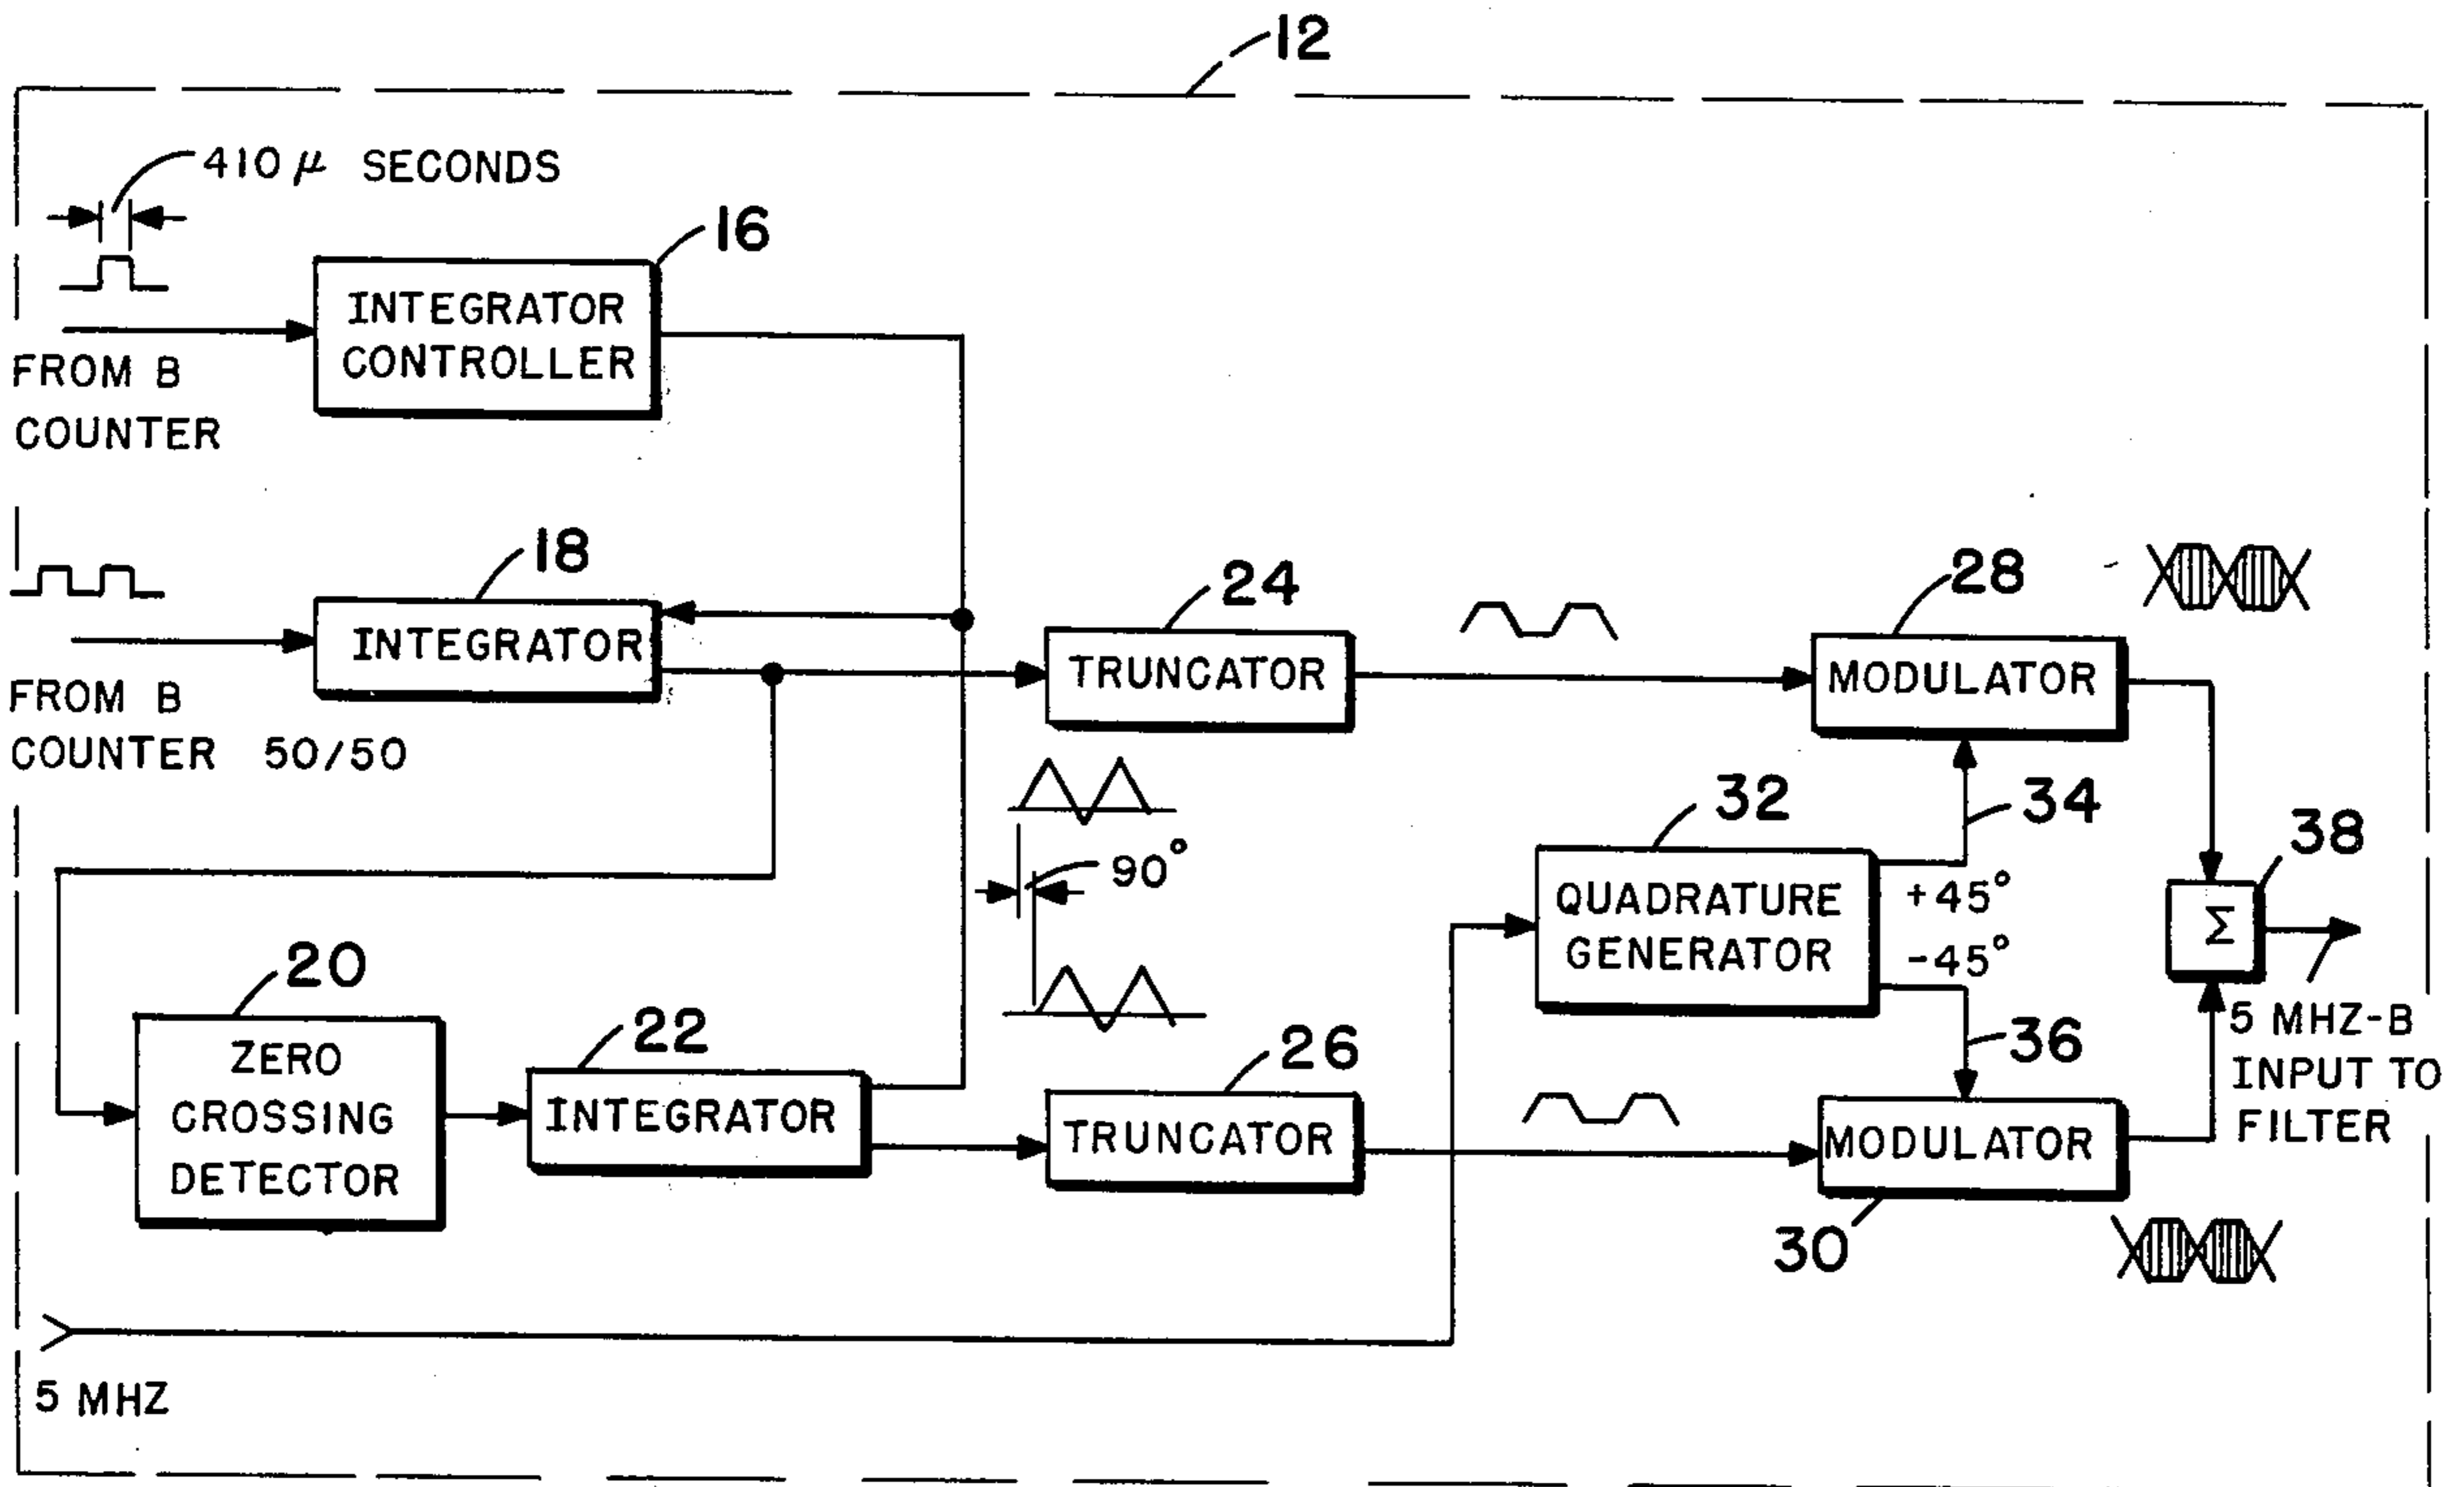 12
410 μ SECONDS
16
INTEGRATOR
CONTROLLER
FROM B
COUNTER
18
INTEGRATOR
FROM B
COUNTER 50/50
24
TRUNCATOR
28
MODULATOR
32
34
38
90°
QUADRATURE
GENERATOR
+45°
-45°
Σ
20
ZERO
CROSSING
DETECTOR
22
INTEGRATOR
26
TRUNCATOR
36
MODULATOR
30
5 MHZ-B
INPUT TO
FILTER
5 MHZ